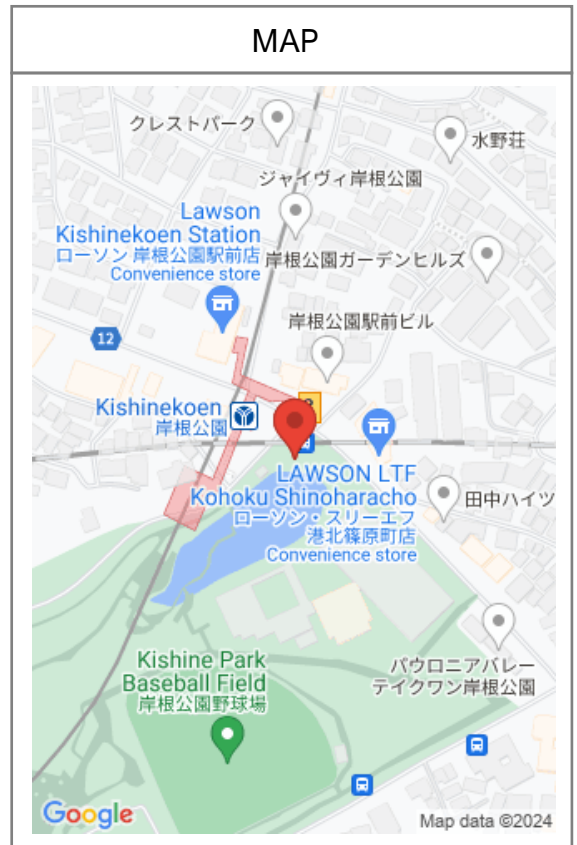 MAP
クレストパーク
水野荘
ジャイヴィ岸根公園
Lawson
Kishinekoen Station
ローソン 岸根公園駅前店
Convenience store
岸根公園ガーデンヒルズ
岸根公園駅前ビル
12
Kishinekoen
岸根公園
LAWSON LTF
Kohoku Shinoharacho
ローソン・スリーエフ
港北篠原町店
Convenience store
田中ハイツ
Kishine Park
Baseball Field
岸根公園野球場
パウロニアバレー
テイクワン岸根公園
Google
Map data ©2024